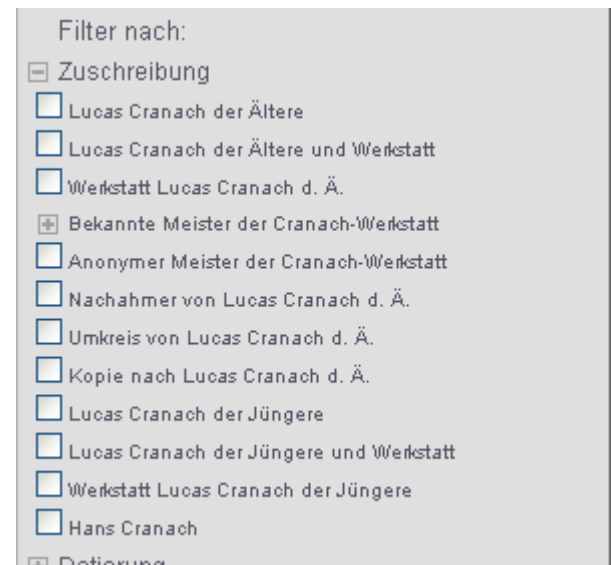 Filter nach:
Zuschreibung
Lucas Cranach der Ältere
Lucas Cranach der Ältere und Werkstatt
Werkstatt Lucas Cranach d. Ä.
Bekannte Meister der Cranach-Werkstatt
Anonymer Meister der Cranach-Werkstatt
Nachahmer von Lucas Cranach d. Ä.
Umkreis von Lucas Cranach d. Ä.
Kopie nach Lucas Cranach d. Ä.
Lucas Cranach der Jüngere
Lucas Cranach der Jüngere und Werkstatt
Werkstatt Lucas Cranach der Jüngere
Hans Cranach
Datierung